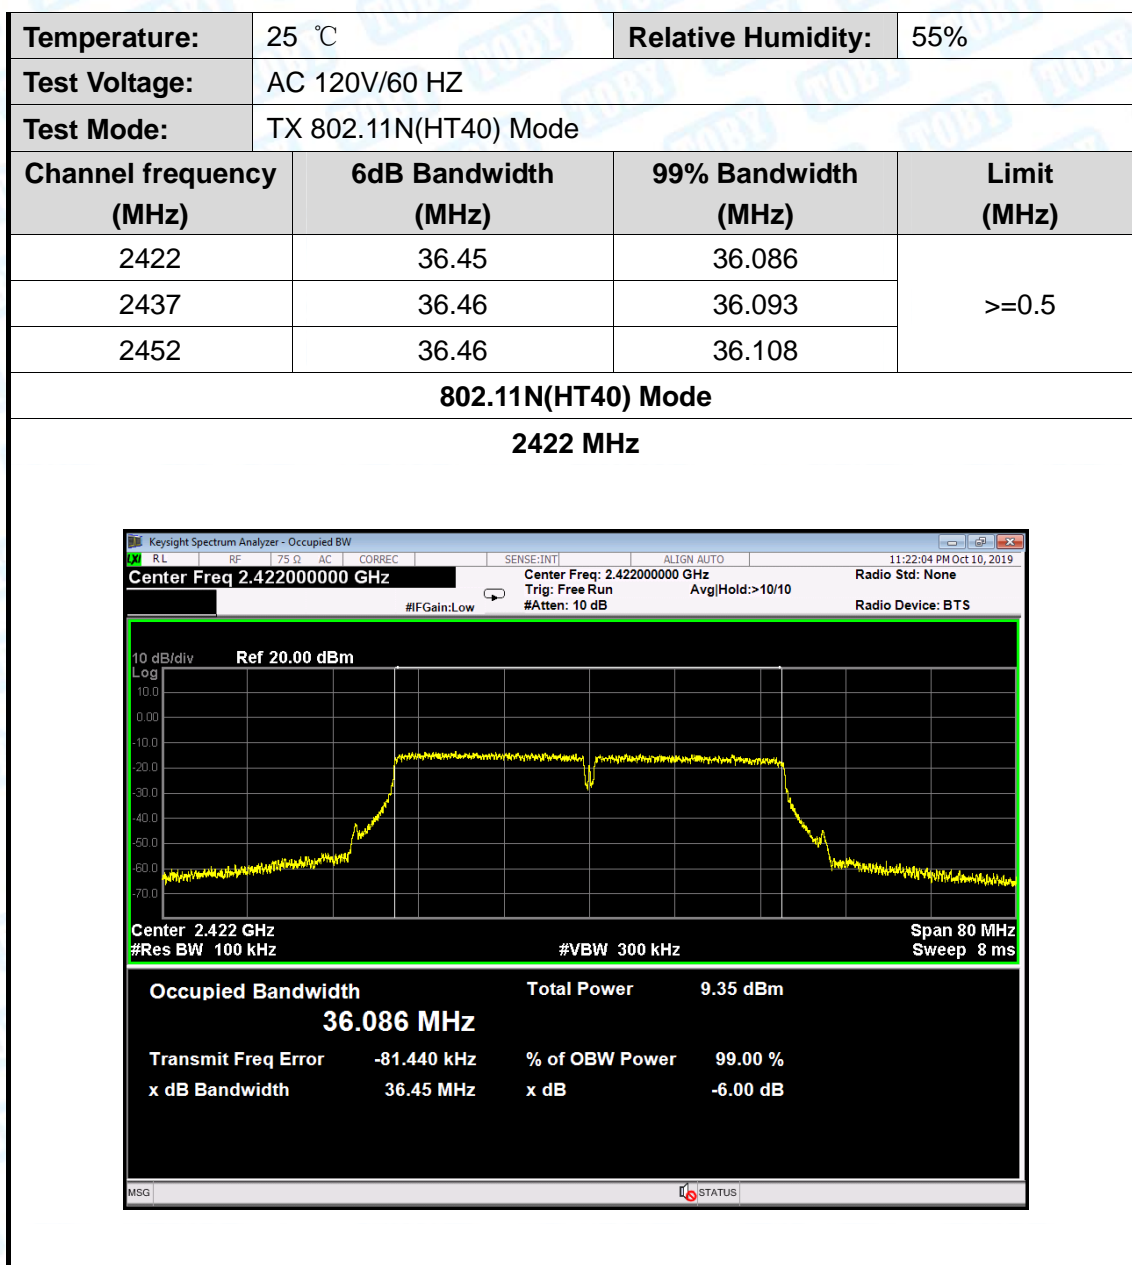 Temperature: 25 ℃ Relative Humidity: 55%
Test Voltage: AC 120V/60 HZ
Test Mode: TX 802.11N(HT40) Mode
Channel frequency (MHz) 6dB Bandwidth (MHz) 99% Bandwidth (MHz) Limit (MHz)
2422 36.45 36.086
2437 36.46 36.093 >=0.5
2452 36.46 36.108
802.11N(HT40) Mode
2422 MHz
Keysight Spectrum Analyzer - Occupied BW
LXI RL RF 75 Ω AC CORREC SENSE:INT ALIGN AUTO 11:22:04 PM Oct 10, 2019
Center Freq 2.422000000 GHz Center Freq: 2.422000000 GHz Radio Std: None
Trig: Free Run Avg|Hold:>10/10
#IFGain:Low #Atten: 10 dB Radio Device: BTS
10 dB/div Ref 20.00 dBm
Log
10.0
0.00
-10.0
-20.0
-30.0
-40.0
-50.0
-60.0
-70.0
Center 2.422 GHz Span 80 MHz
#Res BW 100 kHz #VBW 300 kHz Sweep 8 ms
Occupied Bandwidth Total Power 9.35 dBm
36.086 MHz
Transmit Freq Error -81.440 kHz % of OBW Power 99.00 %
x dB Bandwidth 36.45 MHz x dB -6.00 dB
MSG STATUS
TOBY